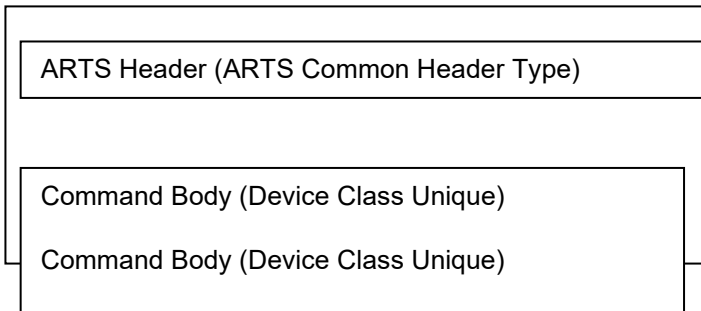 ARTS Header (ARTS Common Header Type)
Command Body (Device Class Unique)
Command Body (Device Class Unique)